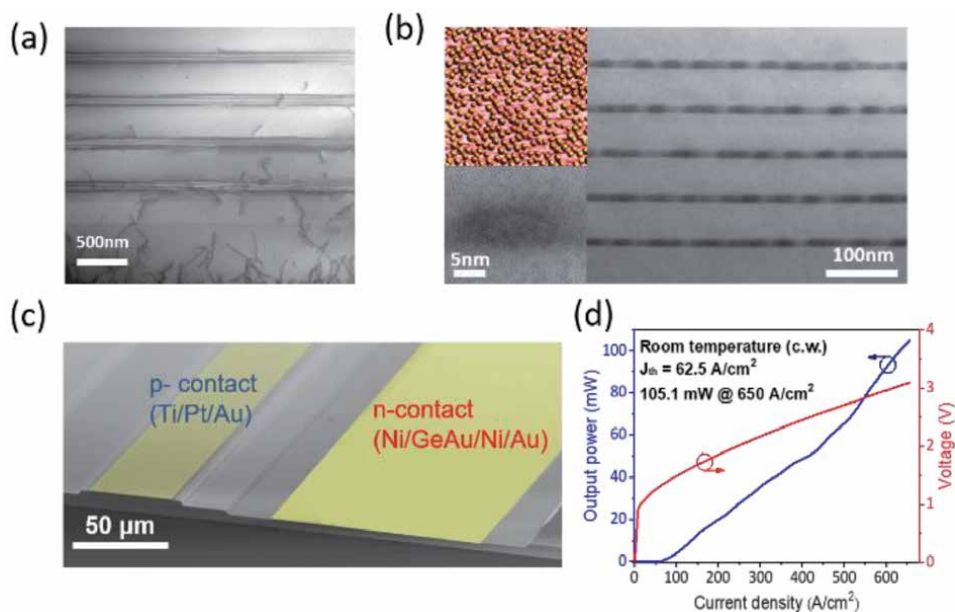 (a)
500nm
(b)
5nm
100nm
(c)
p- contact
(Ti/Pt/Au)
n-contact
(Ni/GeAu/Ni/Au)
50 μm
(d)
Room temperature (c.w.)
Jth = 62.5 A/cm²
105.1 mW @ 650 A/cm²
Output power (mW)
100
80
60
40
20
0
Voltage (V)
4
3
2
1
0
0 100 200 300 400 500 600
Current density (A/cm²)